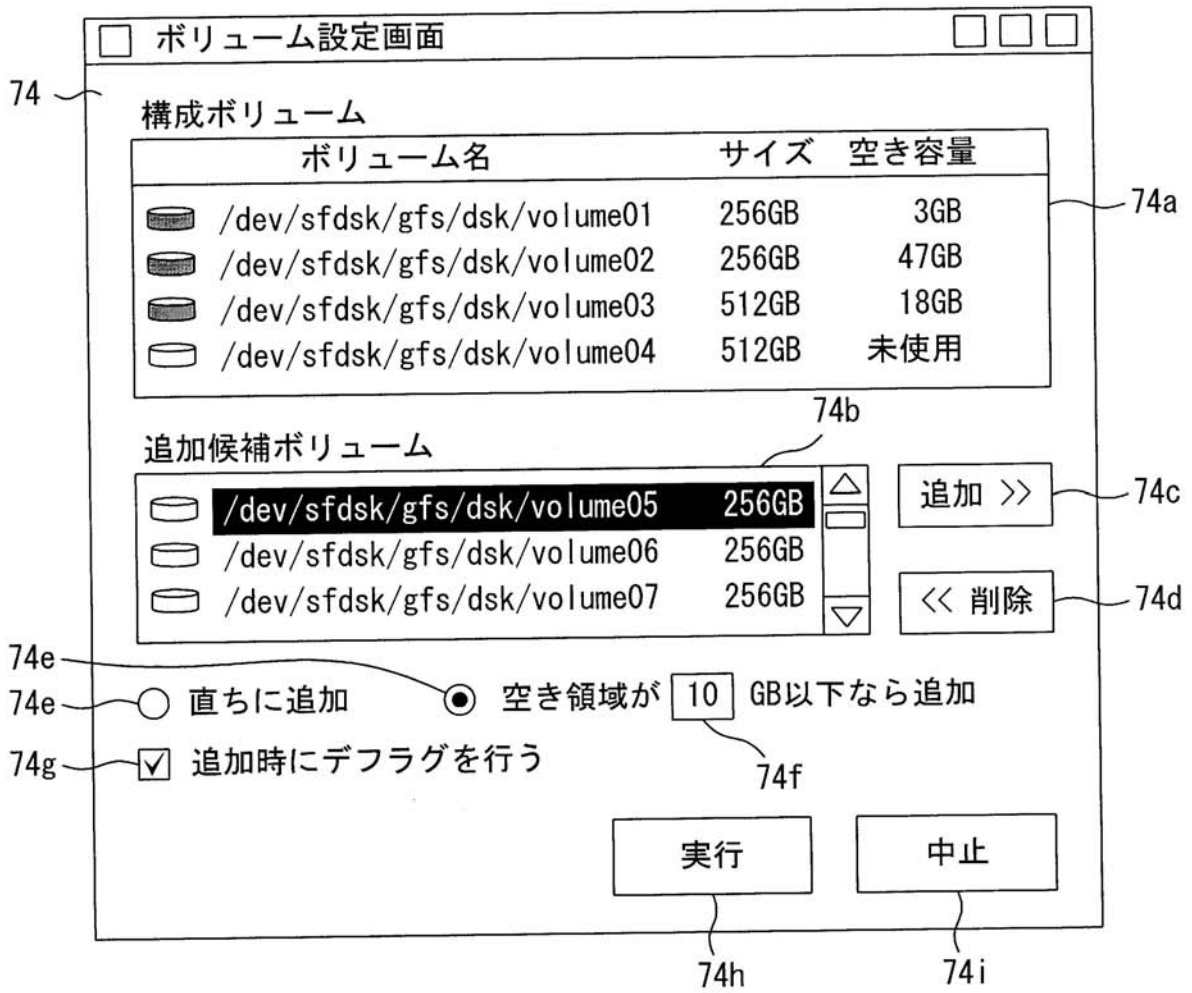 ボリューム設定画面
74
構成ボリューム
ボリューム名 サイズ 空き容量
/dev/sfdsk/gfs/dsk/volume01 256GB 3GB
74a
/dev/sfdsk/gfs/dsk/volume02 256GB 47GB
/dev/sfdsk/gfs/dsk/volume03 512GB 18GB
/dev/sfdsk/gfs/dsk/volume04 512GB 未使用
74b
追加候補ボリューム
/dev/sfdsk/gfs/dsk/volume05 256GB
追加 >> 74c
/dev/sfdsk/gfs/dsk/volume06 256GB
/dev/sfdsk/gfs/dsk/volume07 256GB
<< 削除 74d
74e
74e 直ちに追加 空き領域が 10 GB以下なら追加
74g 追加時にデフラグを行う
74f
実行 中止
74h 74i